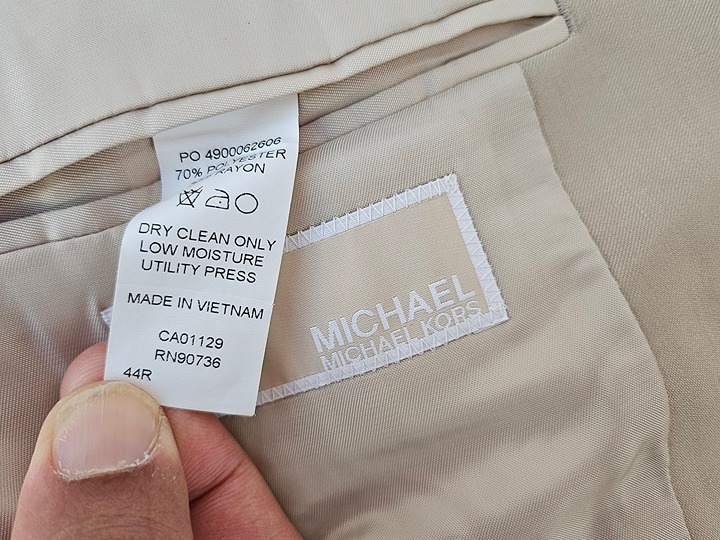 PO 4900062606
70% POLYESTER
RAYON
DRY CLEAN ONLY
LOW MOISTURE
UTILITY PRESS
MADE IN VIETNAM
CA01129
RN90736
44R
MICHAEL
MICHAEL KORS